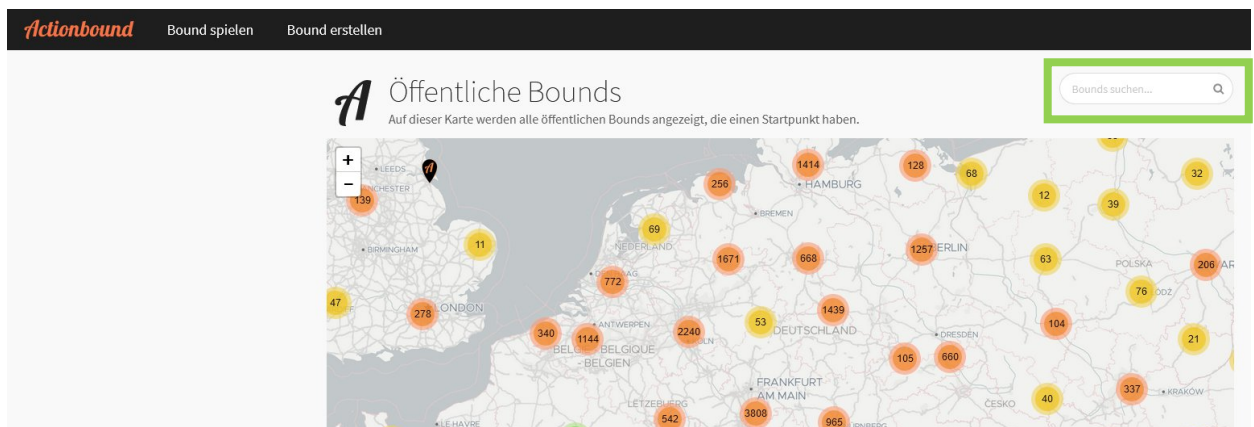 Actionbound Bound spielen Bound erstellen
A Öffentliche Bounds
Auf dieser Karte werden alle öffentlichen Bounds angezeigt, die einen Startpunkt haben.
Bounds suchen...
+
−
LEEDS
139
11
BIRMINGHAM
47
278
LONDON
256
1414
HAMBURG
128
68
12
39
32
BREMEN
69
NEDERLAND
1671
668
1257
63
POLSKA
206
772
76
340
1144
ANTWERPEN
BELGIQUE
- BELGIEN
2240
53
1439
DEUTSCHLAND
DRESDEN
104
21
105
660
FRANKFURT
AM MAIN
ČESKO
40
337
KRAKÓW
542
3808
965
LE HAVRE